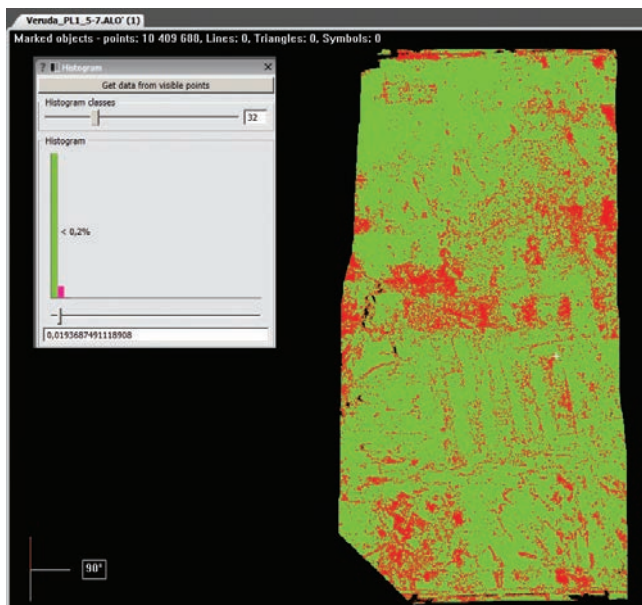 Veruda_PL1_5-7.ALO' (1)
Marked objects - points: 10 409 688, Lines: 0, Triangles: 0, Symbols: 0
? Histogram ×
Get data from visible points
Histogram classes
32
Histogram
< 0,2%
0,0193687491118908
90°